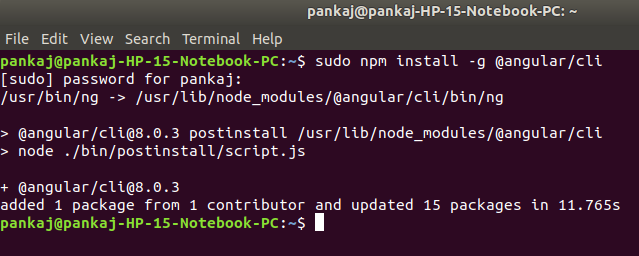 pankaj@pankaj-HP-15-Notebook-PC: ~
File Edit View Search Terminal Help
pankaj@pankaj-HP-15-Notebook-PC:~$ sudo npm install -g @angular/cli
[sudo] password for pankaj:
/usr/bin/ng -> /usr/lib/node_modules/@angular/cli/bin/ng
> @angular/cli@8.0.3 postinstall /usr/lib/node_modules/@angular/cli
> node ./bin/postinstall/script.js
+ @angular/cli@8.0.3
added 1 package from 1 contributor and updated 15 packages in 11.765s
pankaj@pankaj-HP-15-Notebook-PC:~$